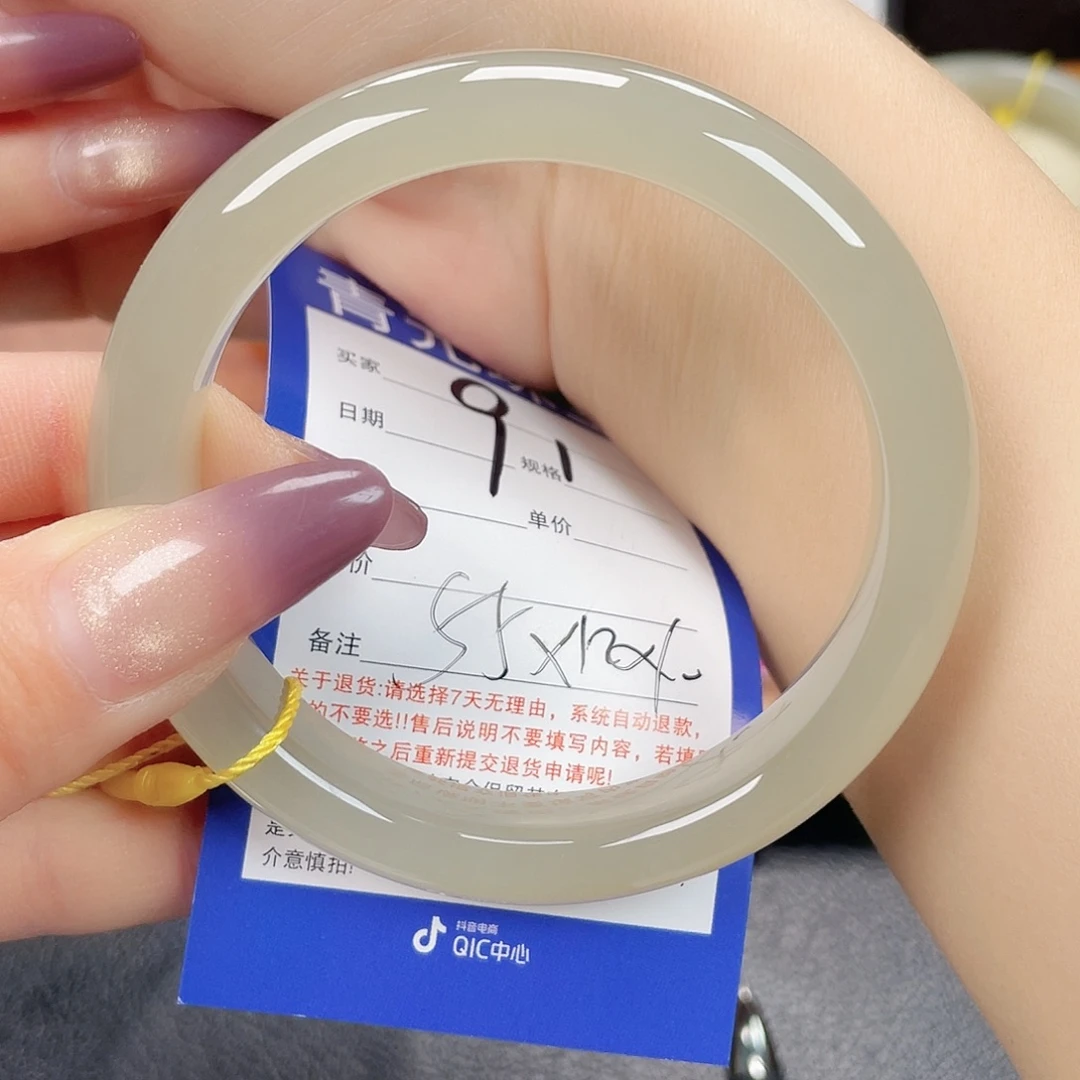 青
买家
91
日期
规格
单价
价
备注 55x12x
关于退货:请选择7天无理由，系统自动退款，
的不要选!!售后说明不要填写内容，若填
之后重新提交退货申请呢!
是
介意慎拍!
抖音电商
QIC中心